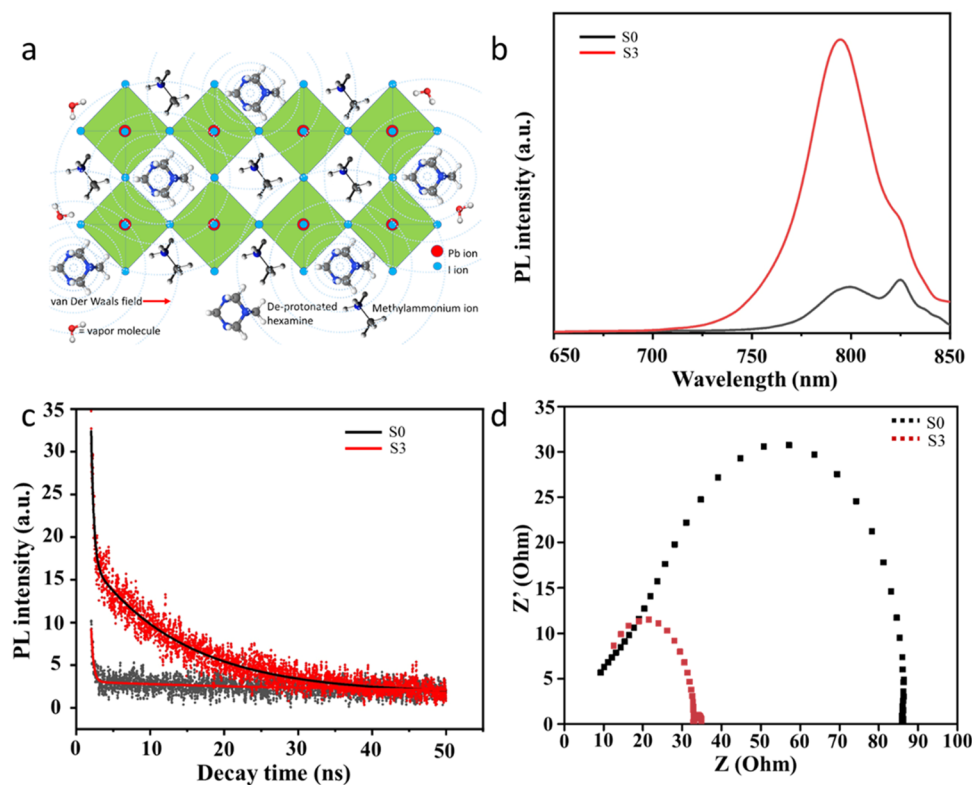 a
Pb ion
I ion
van Der Waals field
De-protonated
hexamine
Methylammonium ion
= vapor molecule
b
S0
S3
PL intensity (a.u.)
650 700 750 800 850
Wavelength (nm)
c
S0
S3
PL intensity (a.u.)
35
30
25
20
15
10
5
0
0 10 20 30 40 50
Decay time (ns)
d
S0
S3
Z' (Ohm)
35
30
25
20
15
10
5
0
0 10 20 30 40 50 60 70 80 90 100
Z (Ohm)